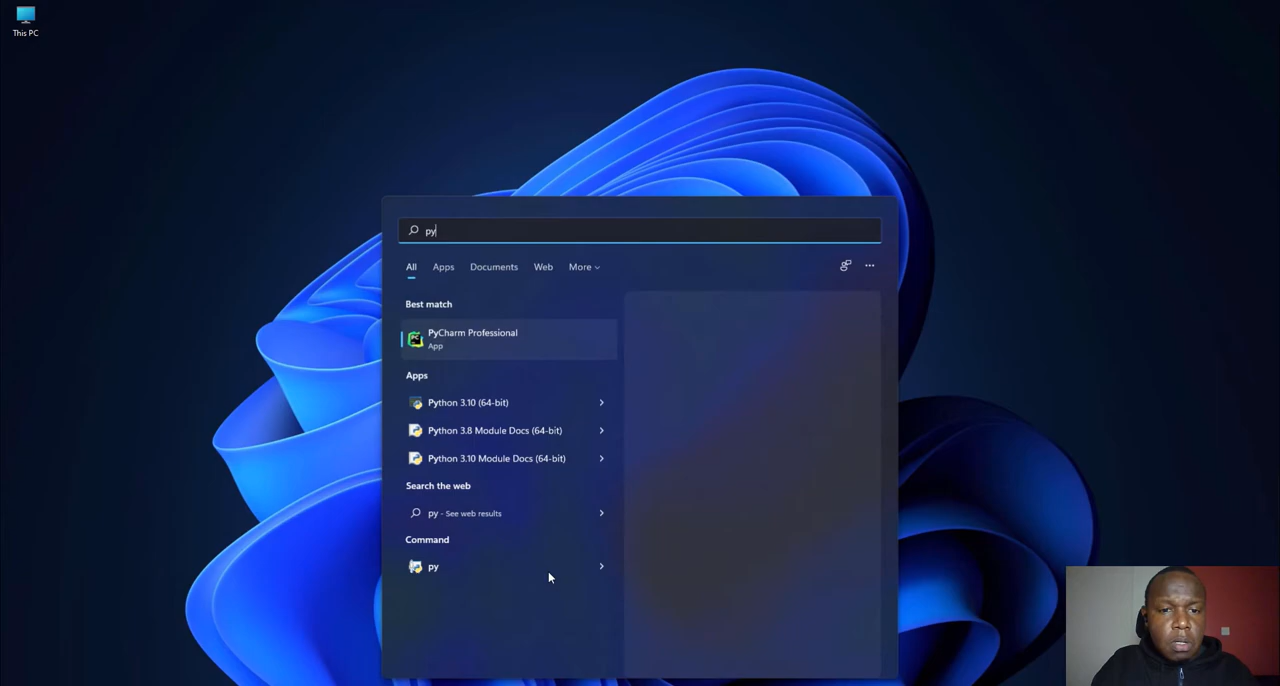 This PC
py
All Apps Documents Web More
Best match
PyCharm Professional
App
Apps
Python 3.10 (64-bit)
Python 3.8 Module Docs (64-bit)
Python 3.10 Module Docs (64-bit)
Search the web
py - See web results
Command
py